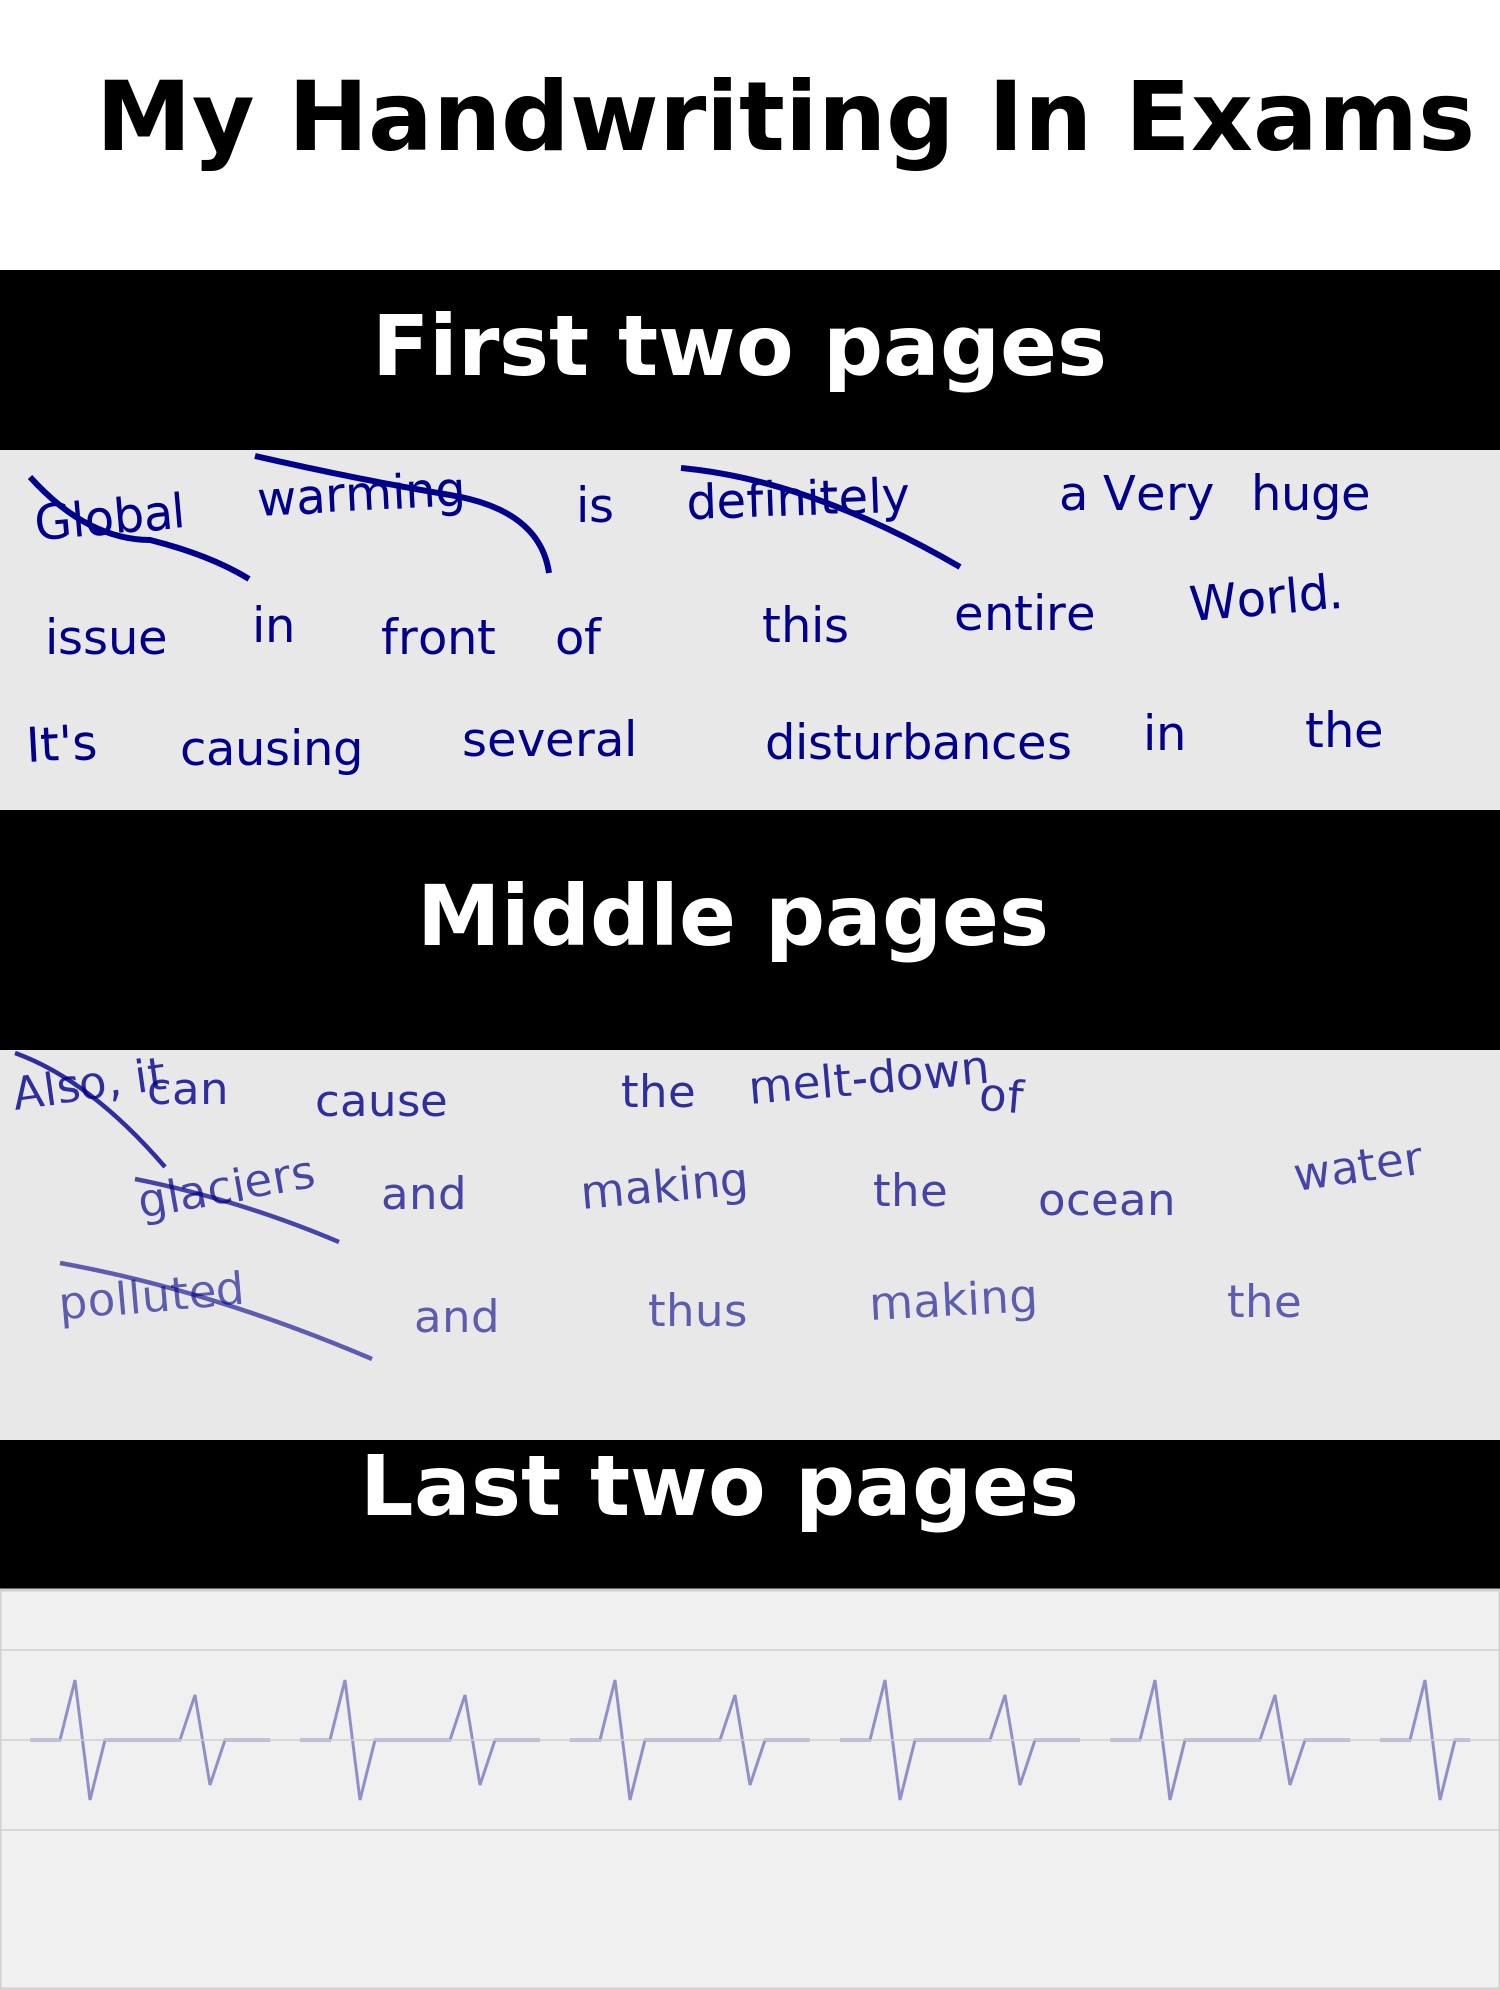 My Handwriting In Exams
First two pages
Global warming is definitely a Very huge
issue in front of this entire World.
It's causing several disturbances in the
Middle pages
Also, it can cause the melt-down of
glaciers and making the ocean water
polluted and thus making the
Last two pages